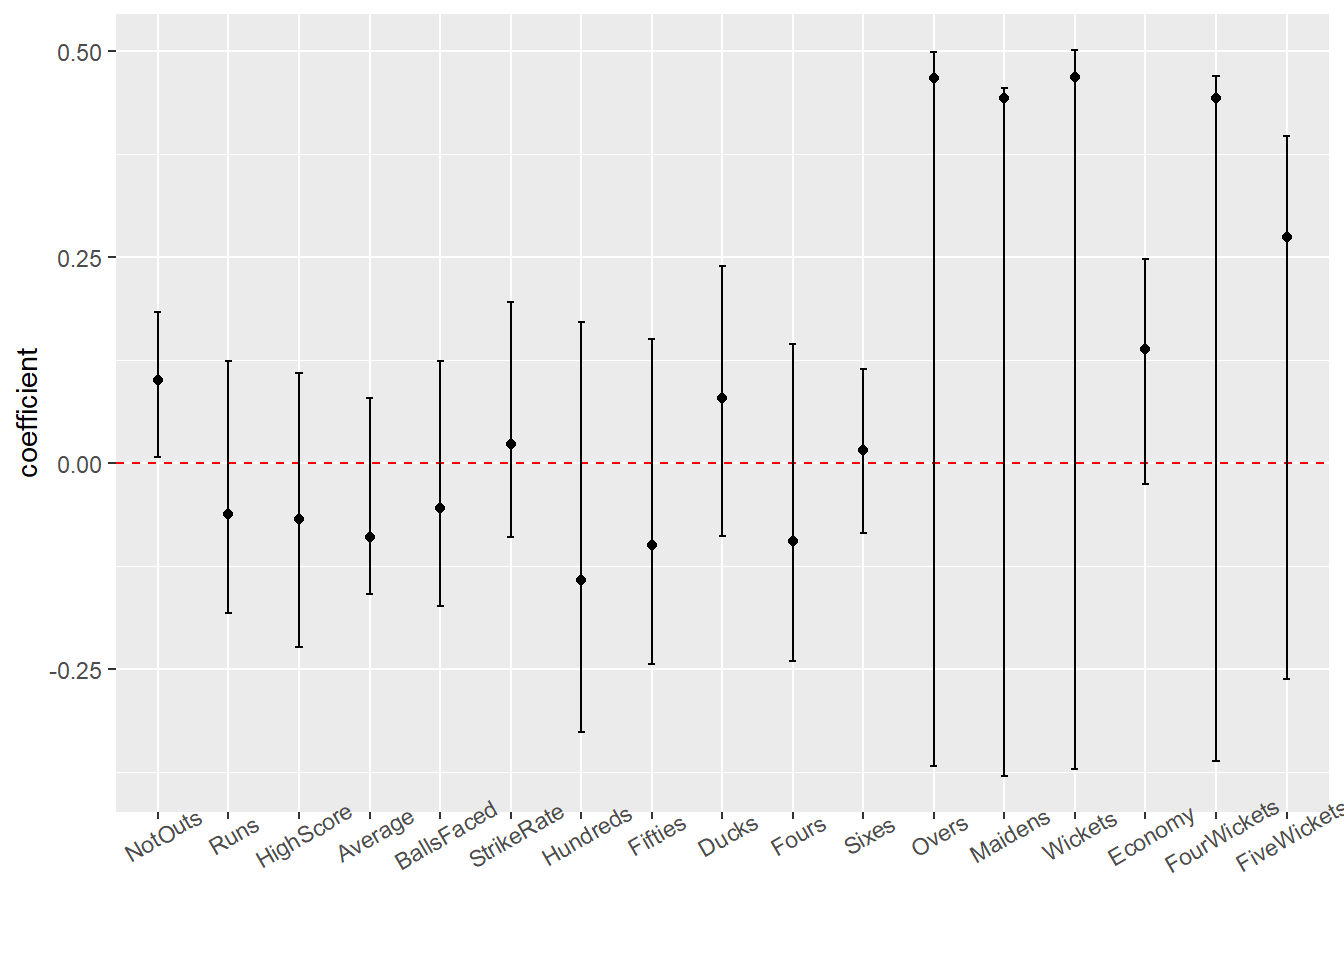 0.50
0.25
0.00
-0.25
coefficient
NotOuts
Runs
HighScore
Average
BallsFaced
StrikeRate
Hundreds
Fifties
Ducks
Fours
Sixes
Overs
Maidens
Wickets
Economy
FourWickets
FiveWickets